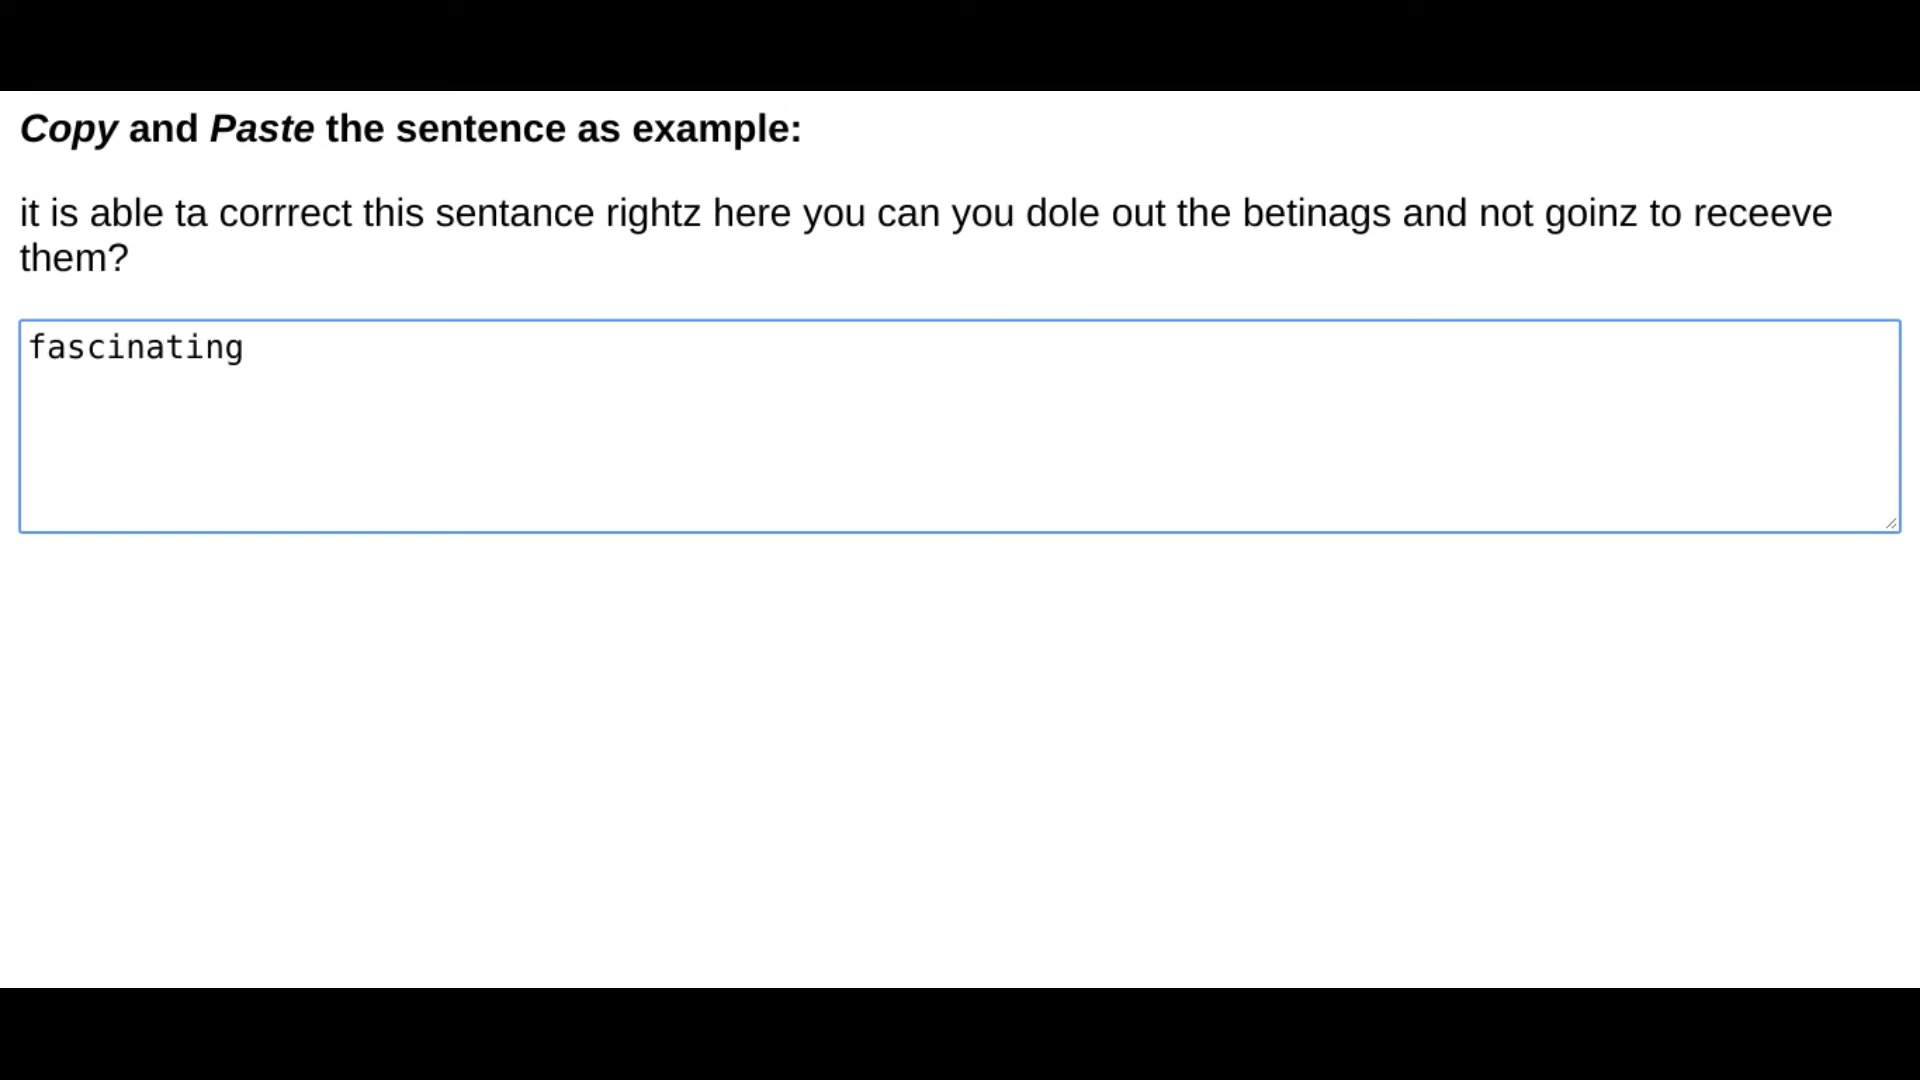 Copy and Paste the sentence as example:
it is able ta corrrect this sentance rightz here you can you dole out the betinags and not goinz to receeve
them?
fascinating